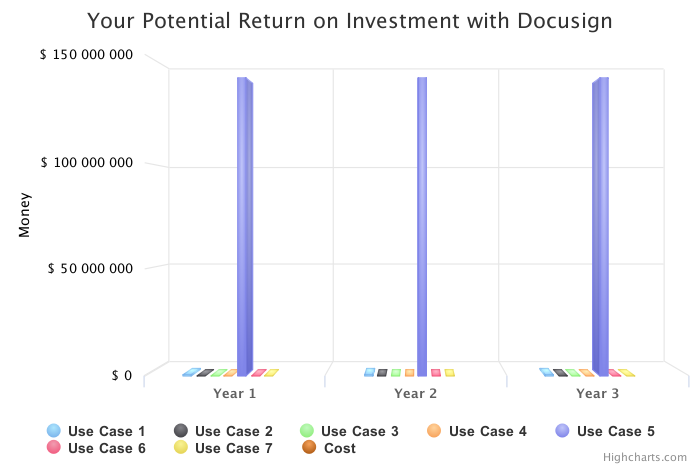 Your Potential Return on Investment with Docusign
$ 150 000 000
$ 100 000 000
Money
$ 50 000 000
$ 0
Year 1 Year 2 Year 3
Use Case 1 Use Case 2 Use Case 3 Use Case 4 Use Case 5
Use Case 6 Use Case 7 Cost
Highcharts.com